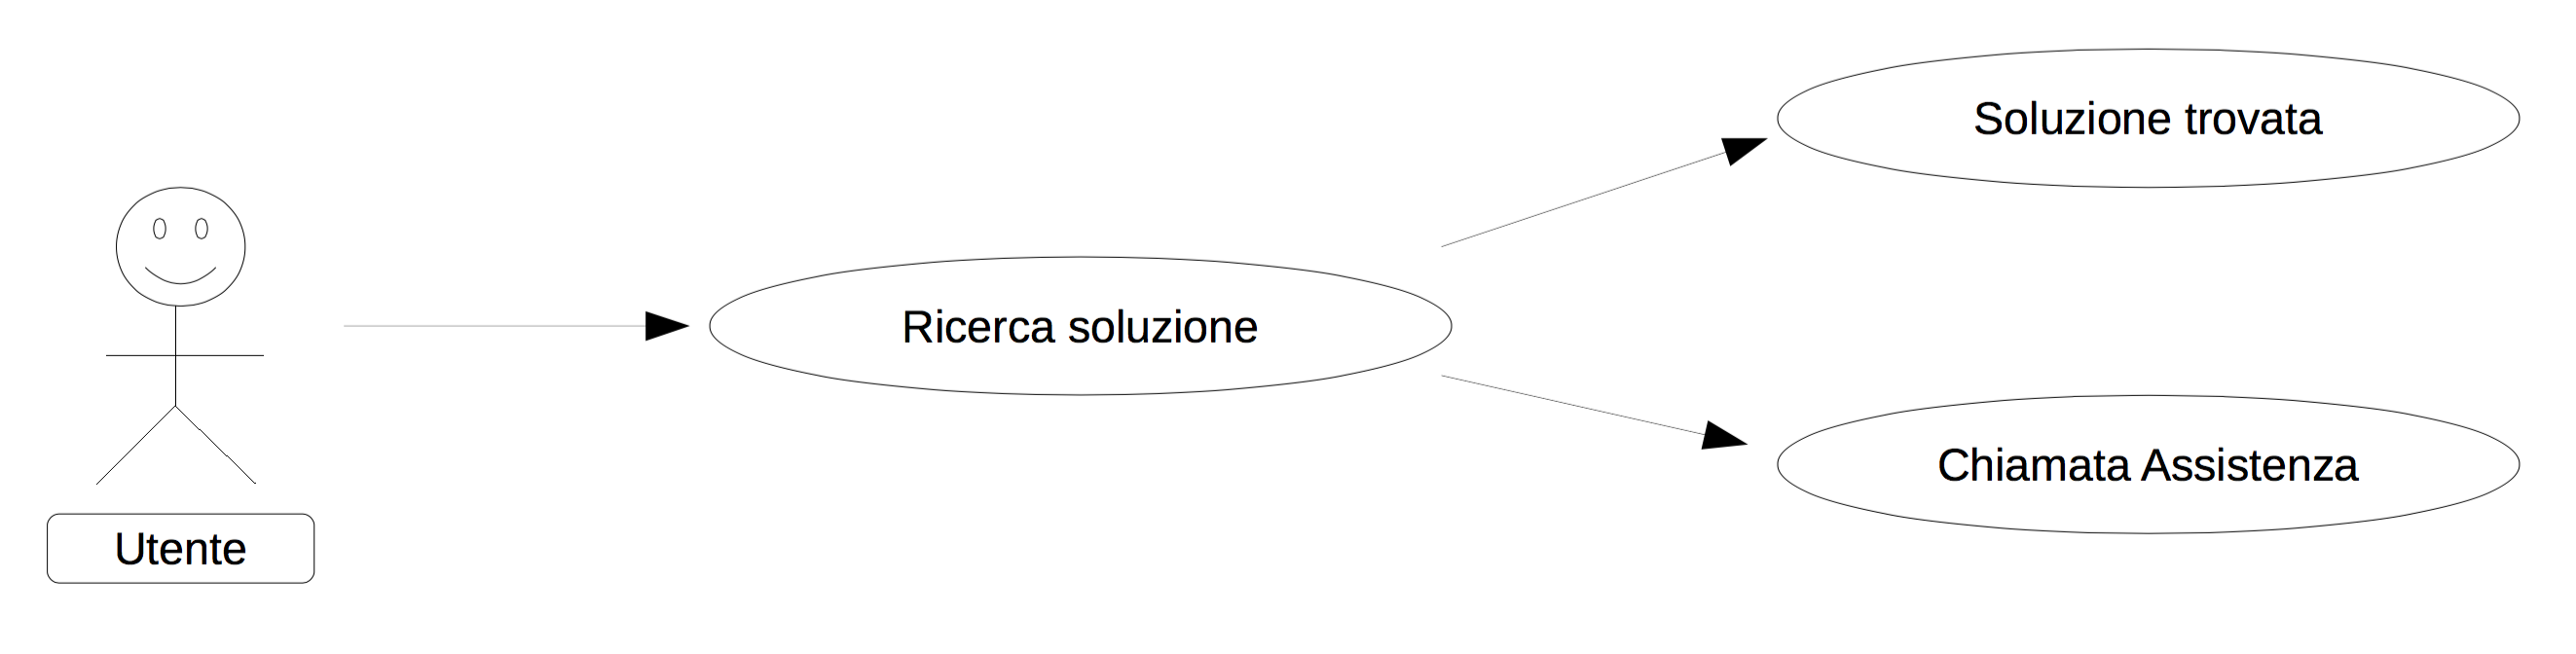 Soluzione trovata
Ricerca soluzione
Chiamata Assistenza
Utente